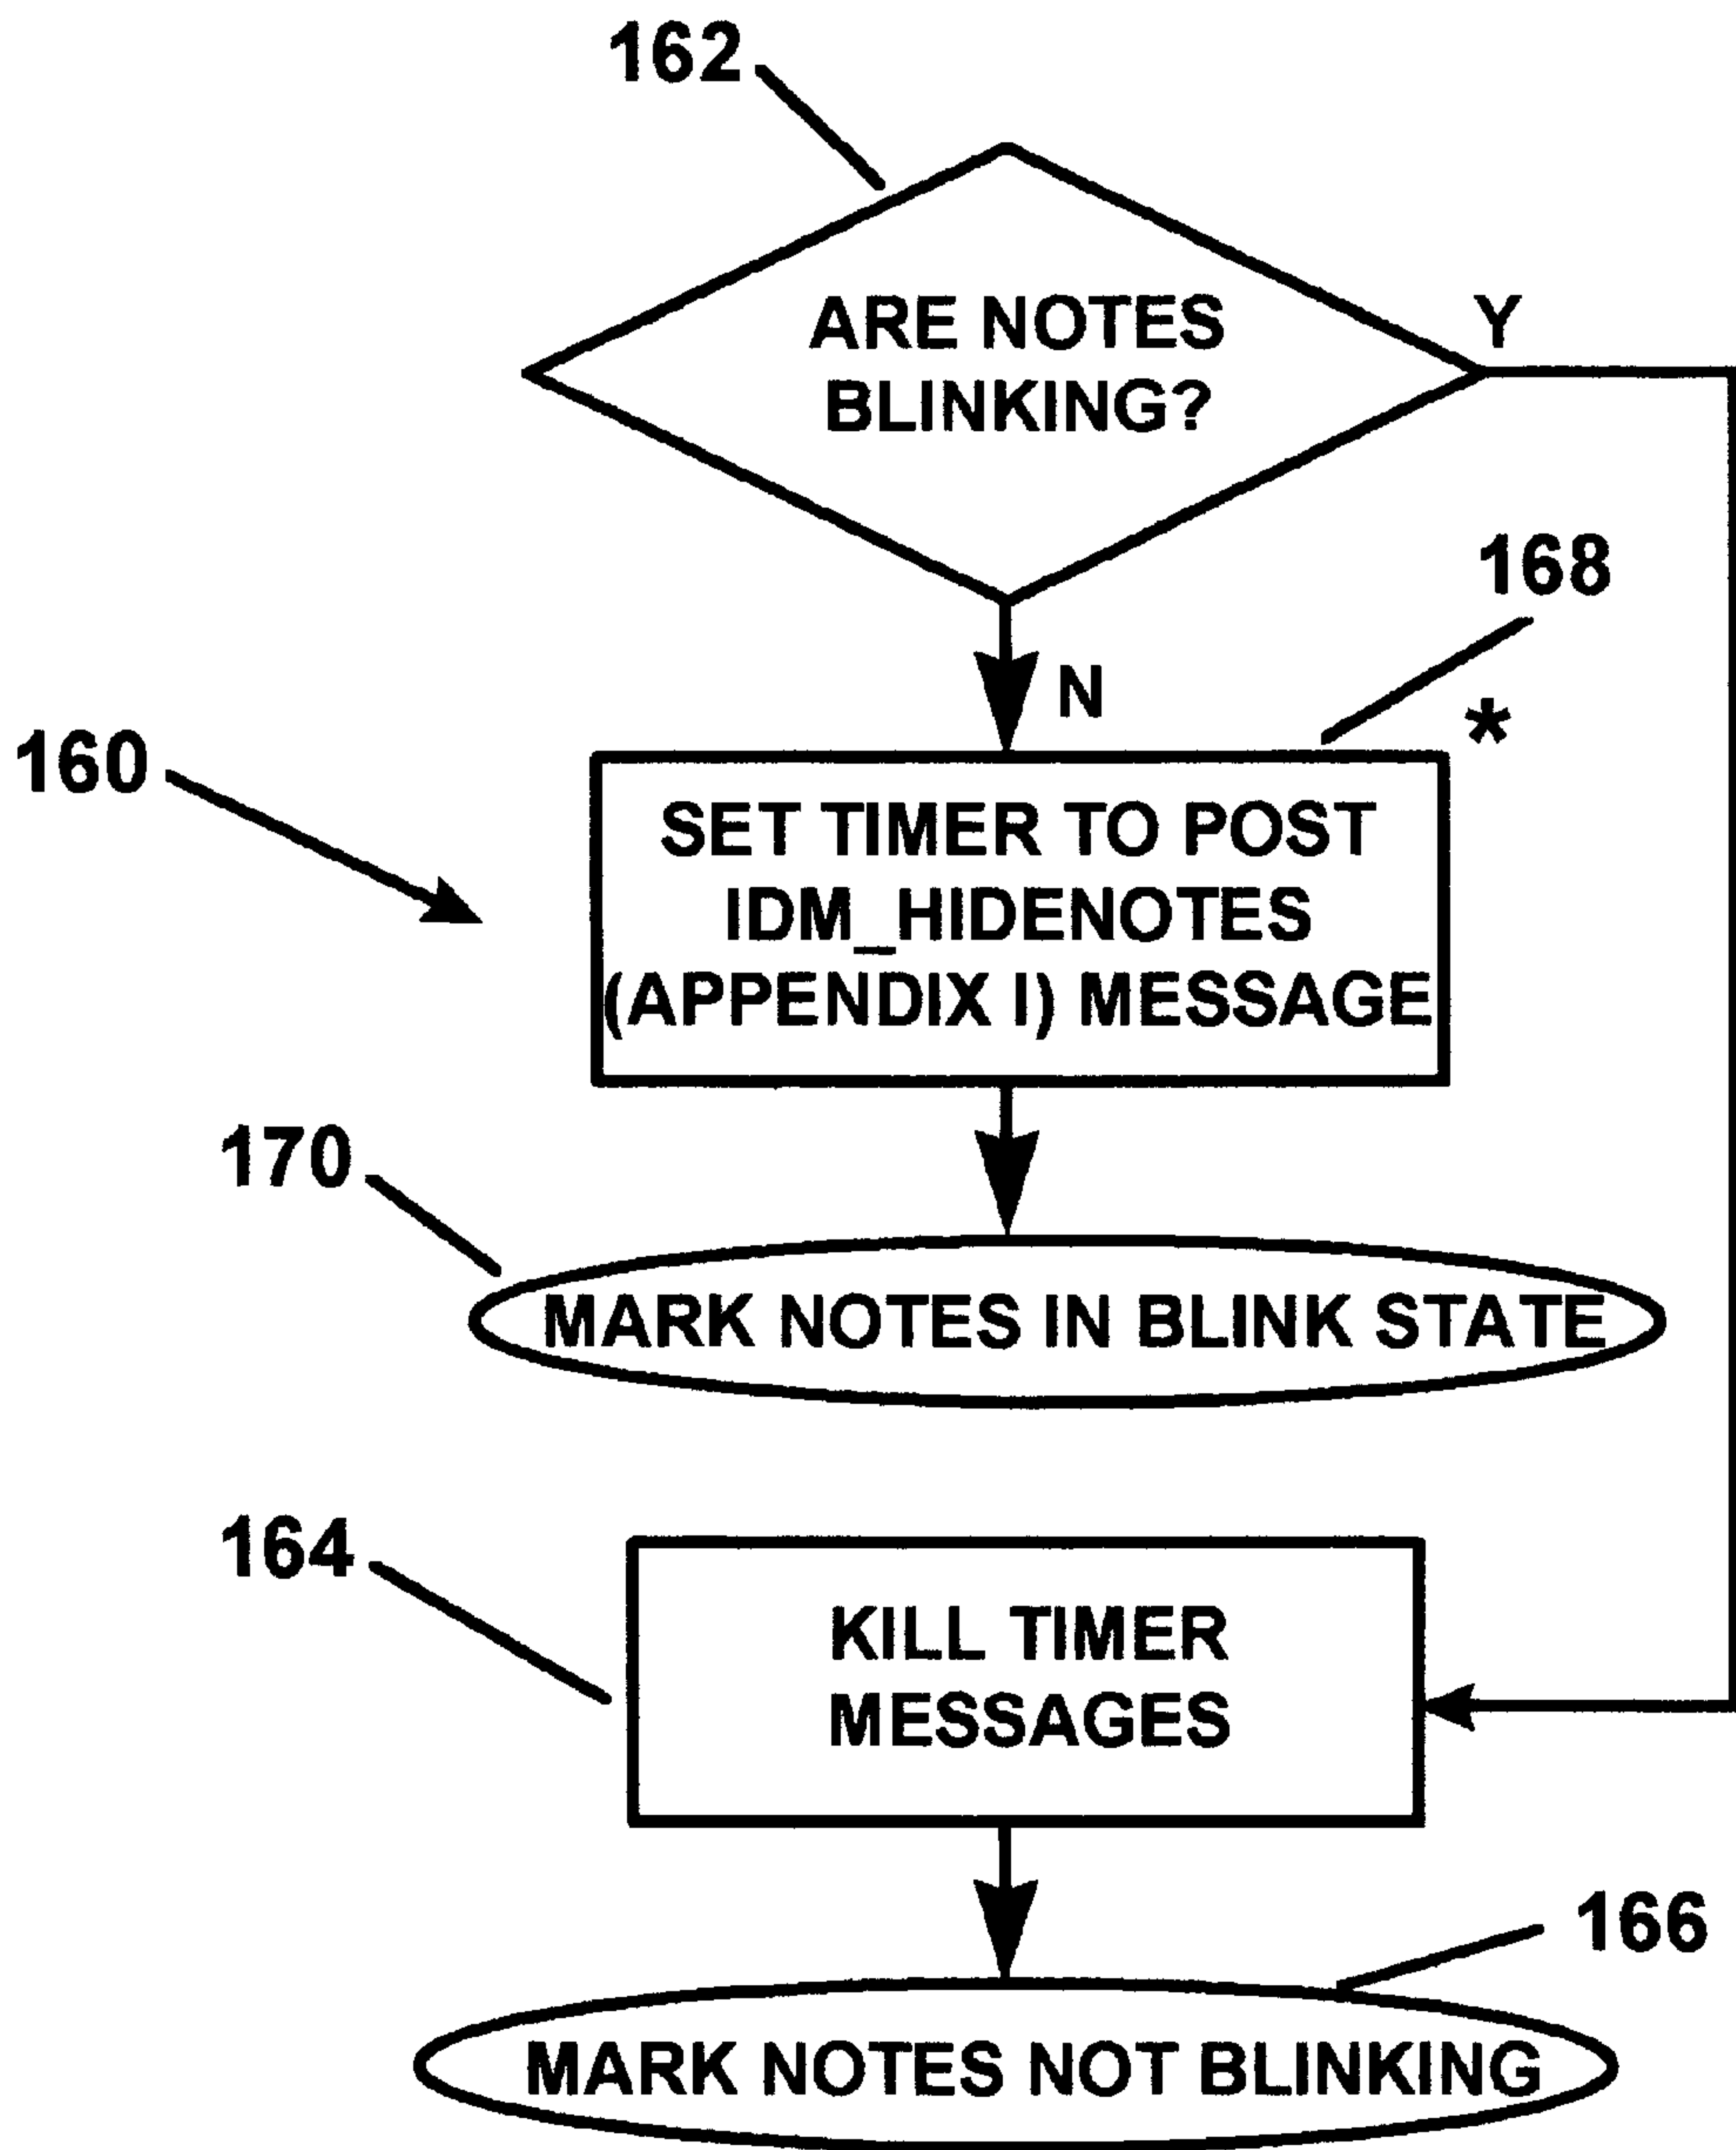 162
ARE NOTES
BLINKING?
Y
168
N
*
160
SET TIMER TO POST
IDM_HIDENOTES
(APPENDIX I) MESSAGE
170
MARK NOTES IN BLINK STATE
164
KILL TIMER
MESSAGES
166
MARK NOTES NOT BLINKING